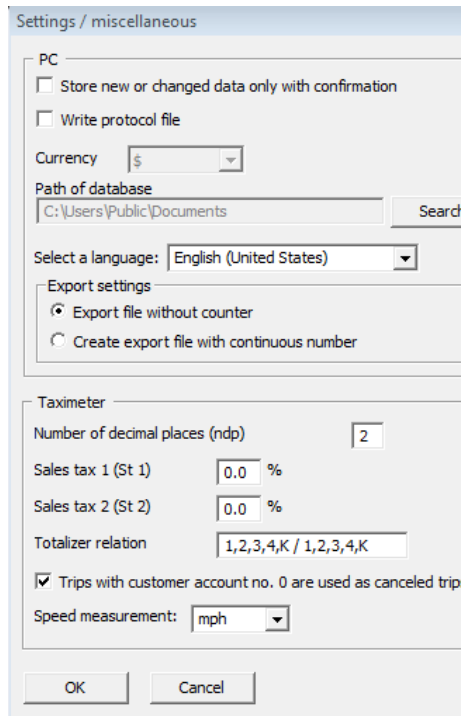 Settings / miscellaneous
PC
Store new or changed data only with confirmation
Write protocol file
Currency $
Path of database
C:\Users\Public\Documents Search
Select a language: English (United States)
Export settings
Export file without counter
Create export file with continuous number
Taximeter
Number of decimal places (ndp) 2
Sales tax 1 (St 1) 0.0 %
Sales tax 2 (St 2) 0.0 %
Totalizer relation 1,2,3,4,K / 1,2,3,4,K
Trips with customer account no. 0 are used as canceled trip
Speed measurement: mph
OK Cancel